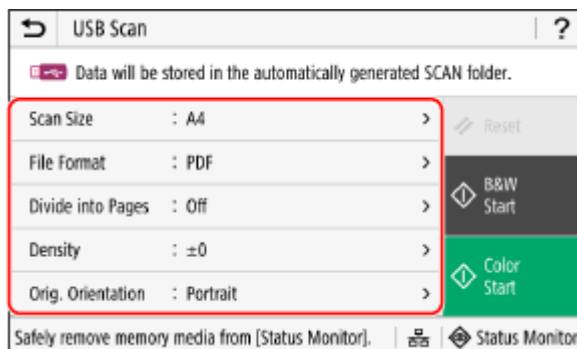 USB Scan ?
Data will be stored in the automatically generated SCAN folder.
Scan Size : A4
Reset
File Format : PDF
B&W
Start
Divide into Pages : Off
Density : ±0
Color
Start
Orig. Orientation : Portrait
Safely remove memory media from [Status Monitor]. Status Monitor